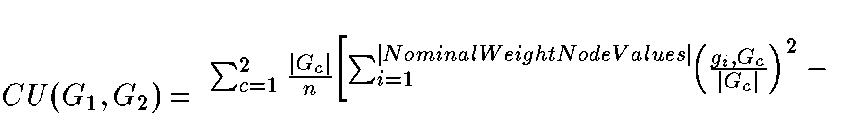 CU(G_1, G_2) = \sum_{c=1}^{2} \frac{|G_c|}{n} \Big[ \sum_{i=1}^{|NominalWeightNodeValues|} \Big( \frac{g_i, G_c}{|G_c|} \Big)^2 -